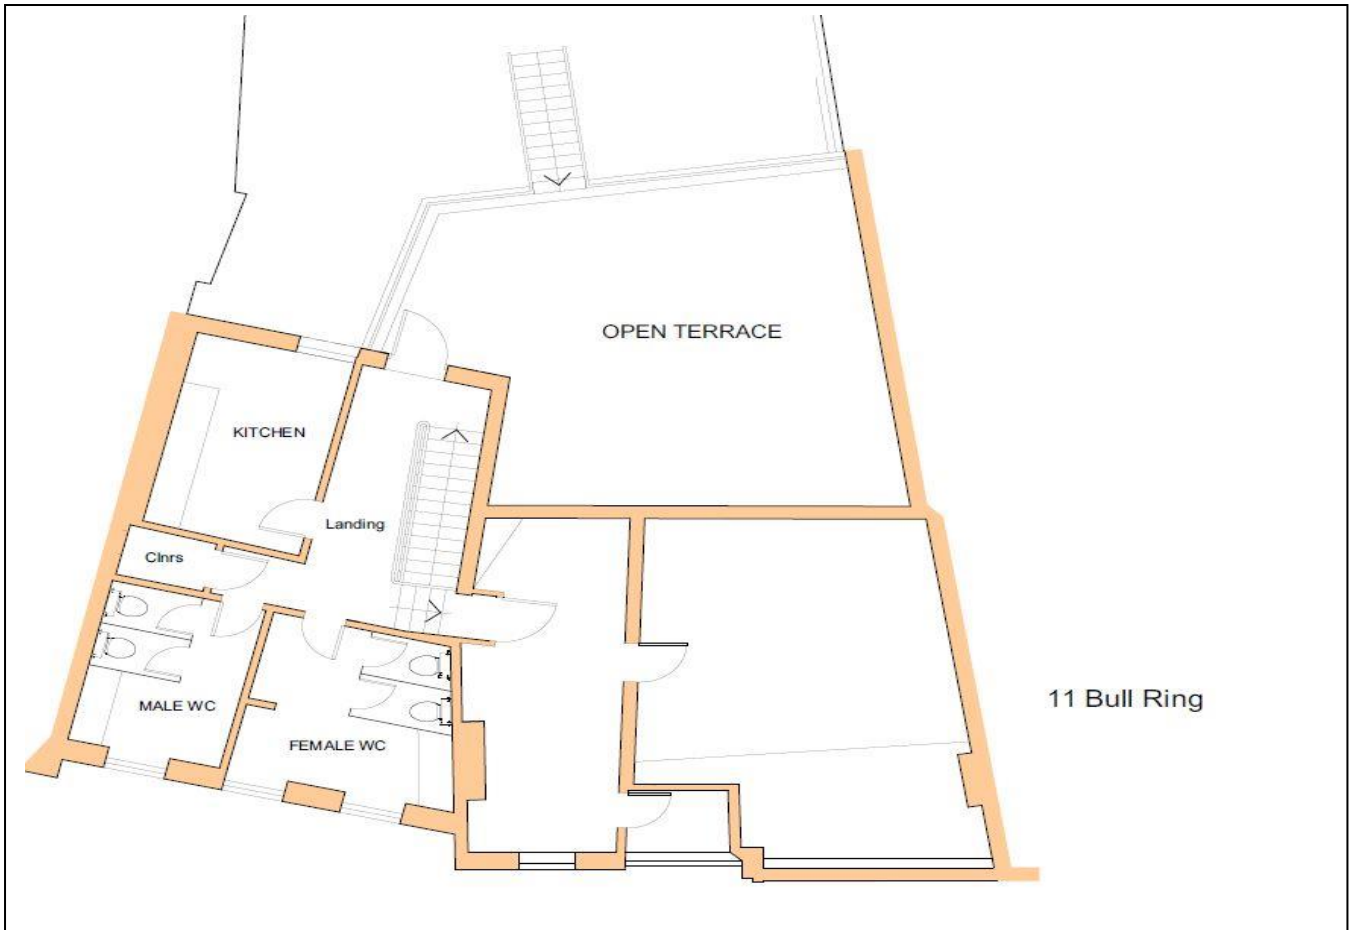 OPEN TERRACE
KITCHEN
Landing
Clnrs
11 Bull Ring
MALE WC
FEMALE WC